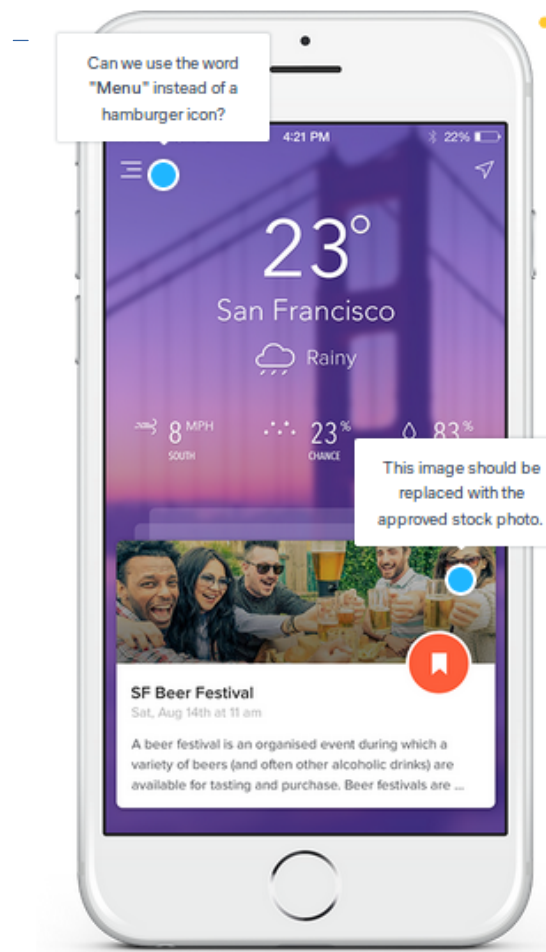 Can we use the word
"Menu" instead of a
hamburger icon?
4:21 PM
22%
23°
San Francisco
Rainy
8 MPH
SOUTH
23%
CHANCE
83%
This image should be
replaced with the
approved stock photo.
SF Beer Festival
Sat, Aug 14th at 11 am
A beer festival is an organised event during which a
variety of beers (and often other alcoholic drinks) are
available for tasting and purchase. Beer festivals are ...